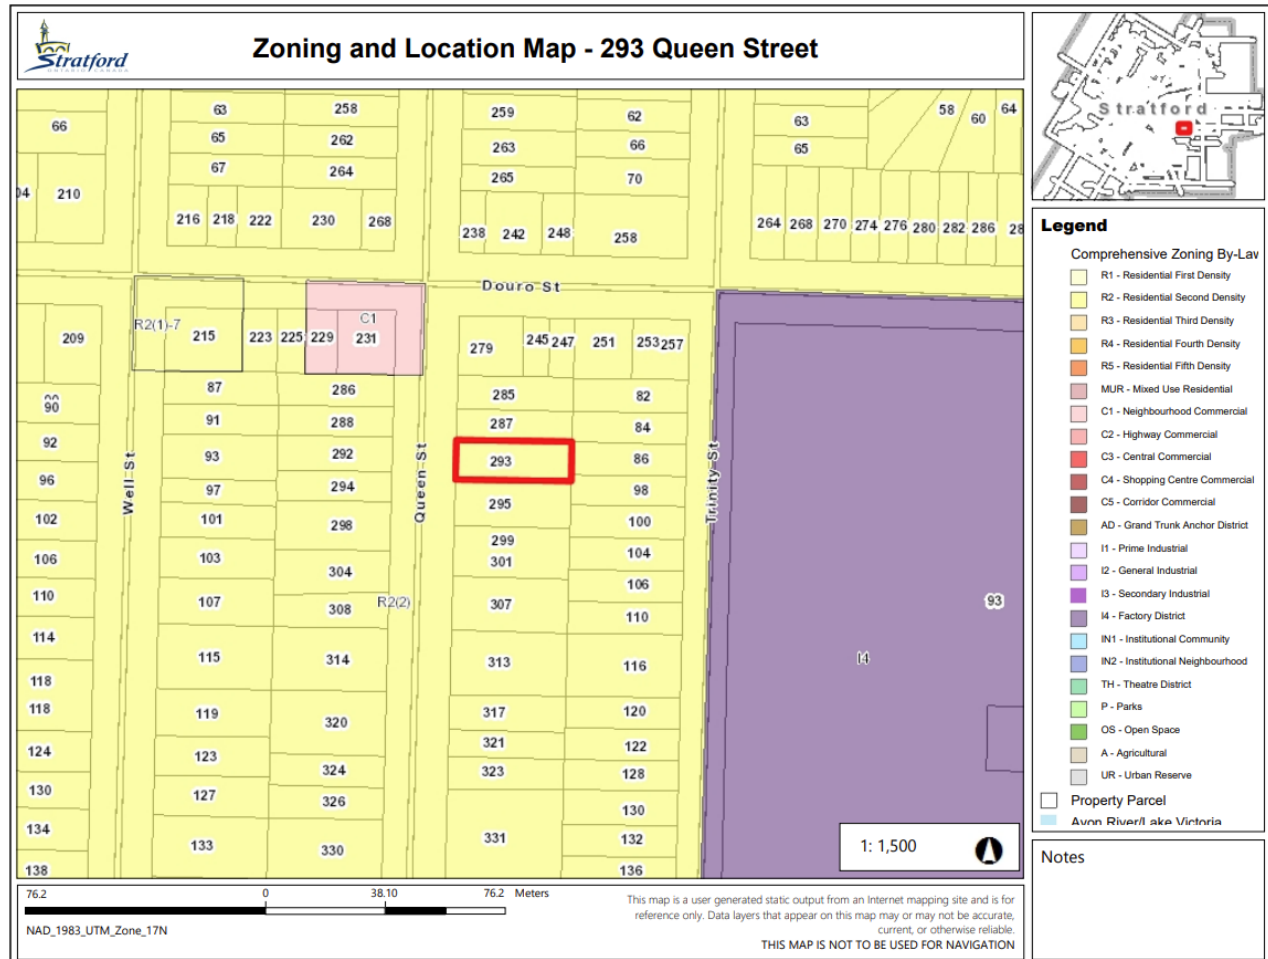 Stratford
ONTARIO CANADA
Zoning and Location Map - 293 Queen Street
Stratford
66
63
258
259
62
63
58
60
64
65
262
263
66
65
67
264
265
70
04
210
216
218
222
230
268
238
242
248
258
264
268
270
274
276
280
282
286
28
Douro St
R2(1)-7
C1
209
215
223
225
229
231
279
245
247
251
253
257
87
286
285
82
90
91
288
287
84
92
93
292
293
86
96
97
294
295
98
Well St
Queen St
Trinity St
102
101
298
299
100
106
103
304
301
104
110
107
308
R2(2)
307
106
110
93
114
115
314
313
116
I4
118
118
119
320
317
120
124
123
324
321
122
323
128
130
127
326
130
134
133
330
331
132
138
136
1: 1,500
Legend
Comprehensive Zoning By-Law
R1 - Residential First Density
R2 - Residential Second Density
R3 - Residential Third Density
R4 - Residential Fourth Density
R5 - Residential Fifth Density
MUR - Mixed Use Residential
C1 - Neighbourhood Commercial
C2 - Highway Commercial
C3 - Central Commercial
C4 - Shopping Centre Commercial
C5 - Corridor Commercial
AD - Grand Trunk Anchor District
I1 - Prime Industrial
I2 - General Industrial
I3 - Secondary Industrial
I4 - Factory District
IN1 - Institutional Community
IN2 - Institutional Neighbourhood
TH - Theatre District
P - Parks
OS - Open Space
A - Agricultural
UR - Urban Reserve
Property Parcel
Avon River/Lake Victoria
Notes
76.2 0 38.10 76.2 Meters
NAD_1983_UTM_Zone_17N
This map is a user generated static output from an Internet mapping site and is for
reference only. Data layers that appear on this map may or may not be accurate,
current, or otherwise reliable.
THIS MAP IS NOT TO BE USED FOR NAVIGATION